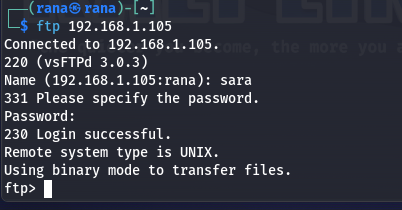 (rana㉿rana)-[~]
$ ftp 192.168.1.105
Connected to 192.168.1.105.
220 (vsFTPd 3.0.3)
Name (192.168.1.105:rana): sara
331 Please specify the password.
Password:
230 Login successful.
Remote system type is UNIX.
Using binary mode to transfer files.
ftp>